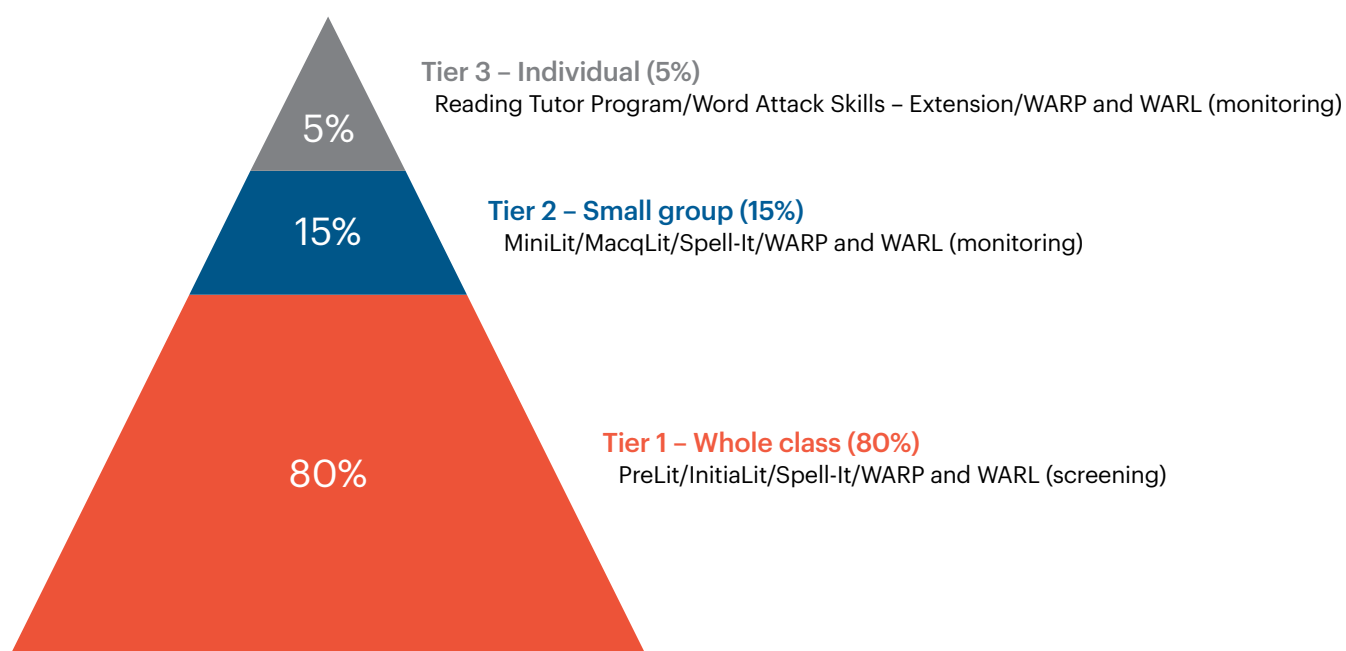 Tier 3 – Individual (5%)
Reading Tutor Program/Word Attack Skills – Extension/WARP and WARL (monitoring)
5%
Tier 2 – Small group (15%)
15%
MiniLit/MacqLit/Spell-It/WARP and WARL (monitoring)
Tier 1 – Whole class (80%)
80%
PreLit/InitiaLit/Spell-It/WARP and WARL (screening)